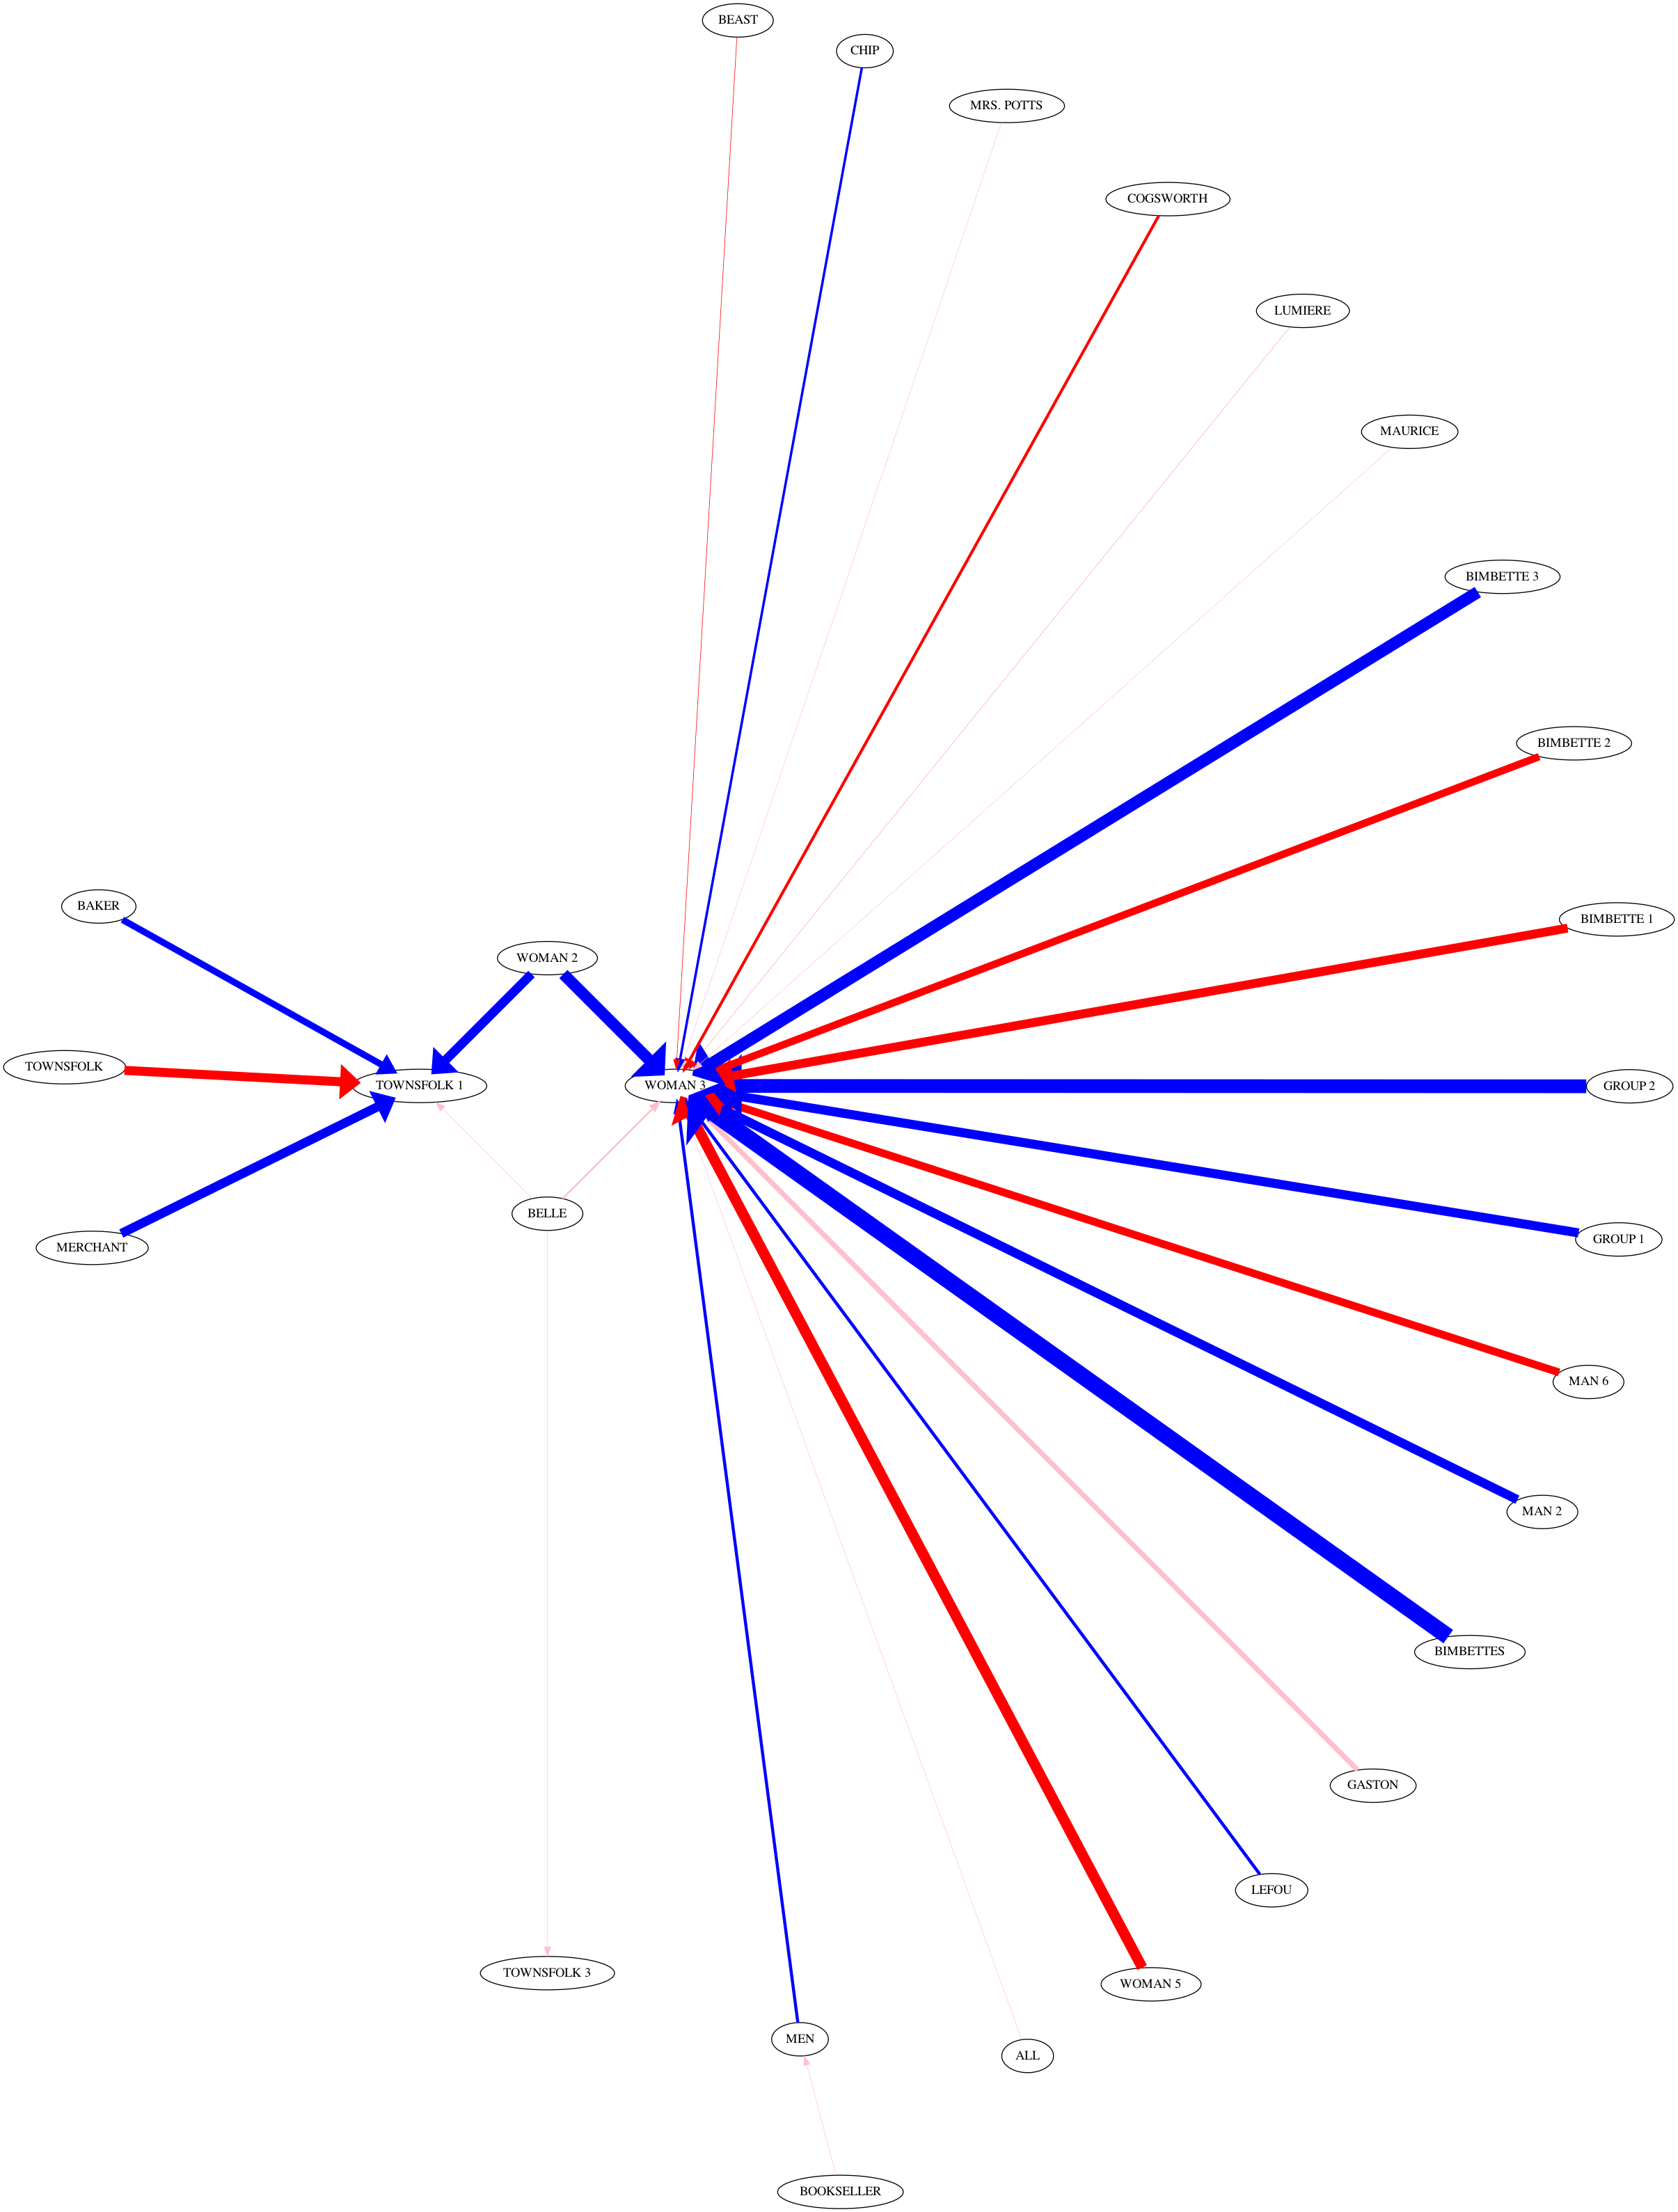 BEAST
CHIP
MRS. POTTS
COGSWORTH
LUMIERE
MAURICE
BIMBETTE 3
BIMBETTE 2
BAKER
BIMBETTE 1
WOMAN 2
TOWNSFOLK
TOWNSFOLK 1
WOMAN 3
GROUP 2
BELLE
GROUP 1
MERCHANT
MAN 6
MAN 2
BIMBETTES
GASTON
LEFOU
TOWNSFOLK 3
WOMAN 5
MEN
ALL
BOOKSELLER